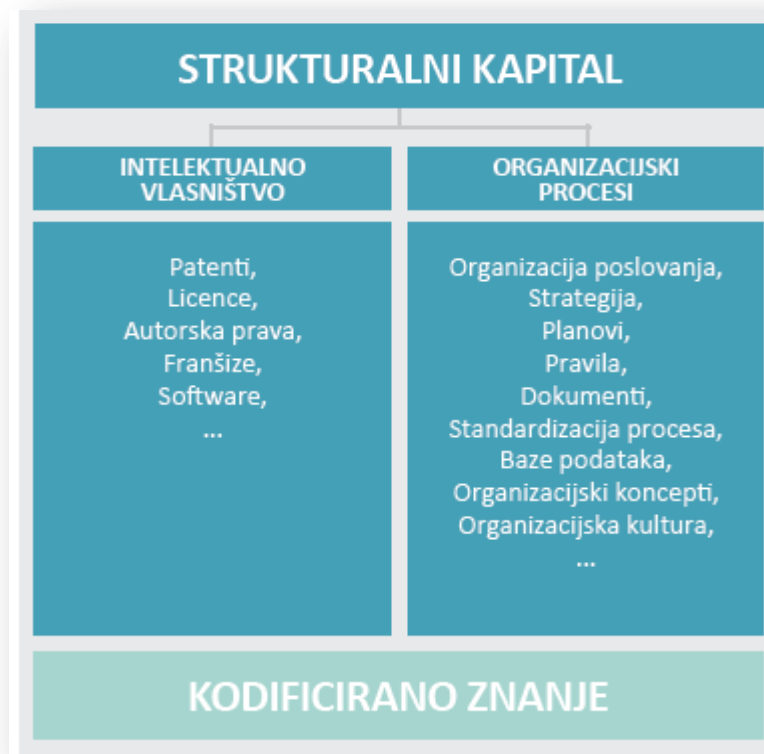 STRUKTURALNI KAPITAL
INTELEKTUALNO
VLASNIŠTVO
Patenti,
Licence,
Autorska prava,
Franšize,
Software,
...
ORGANIZACIJSKI
PROCESI
Organizacija poslovanja,
Strategija,
Planovi,
Pravila,
Dokumenti,
Standardizacija procesa,
Baze podataka,
Organizacijski koncepti,
Organizacijska kultura,
...
KODIFICIRANO ZNANJE